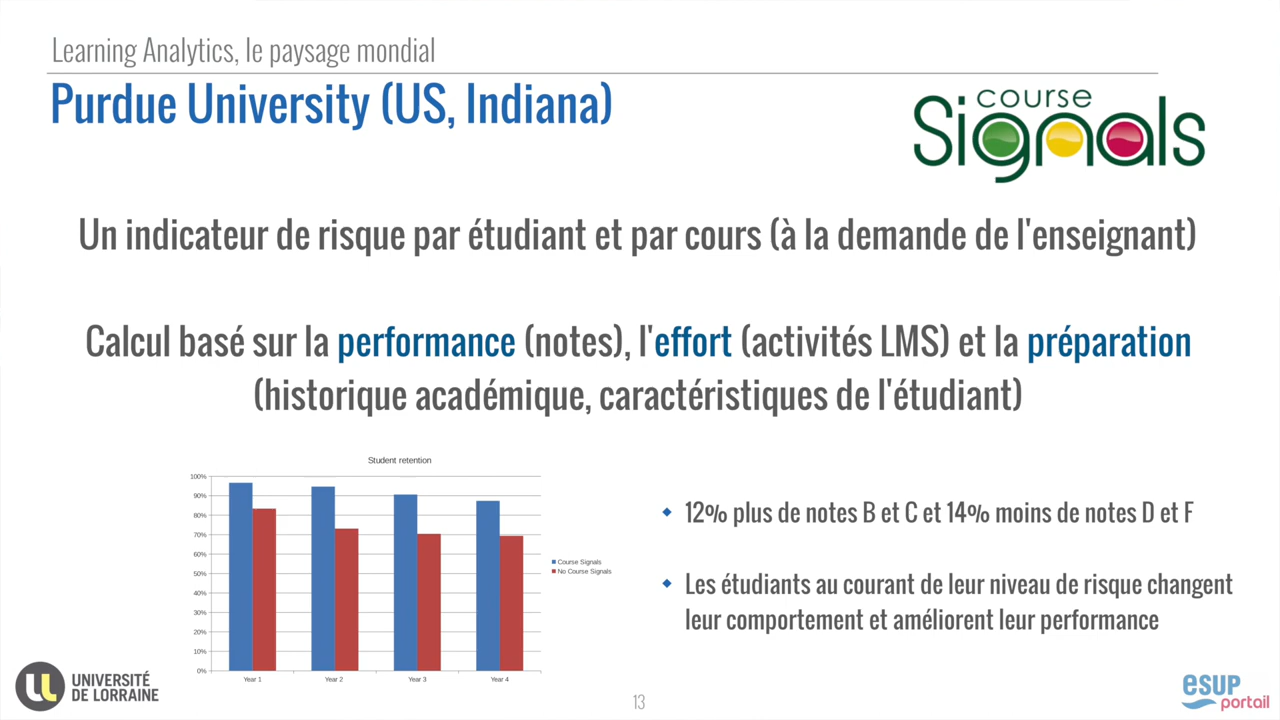 Learning Analytics, le paysage mondial
Purdue University (US, Indiana)
course
Signals
Un indicateur de risque par étudiant et par cours (à la demande de l'enseignant)
Calcul basé sur la performance (notes), l'effort (activités LMS) et la préparation
(historique académique, caractéristiques de l'étudiant)
Student retention
100%
90%
80%
70%
60%
50%
40%
30%
20%
10%
0%
Year 1 Year 2 Year 3 Year 4
Course Signals
No Course Signals
12% plus de notes B et C et 14% moins de notes D et F
Les étudiants au courant de leur niveau de risque changent
leur comportement et améliorent leur performance
UNIVERSITÉ
DE LORRAINE
13
esup
portail